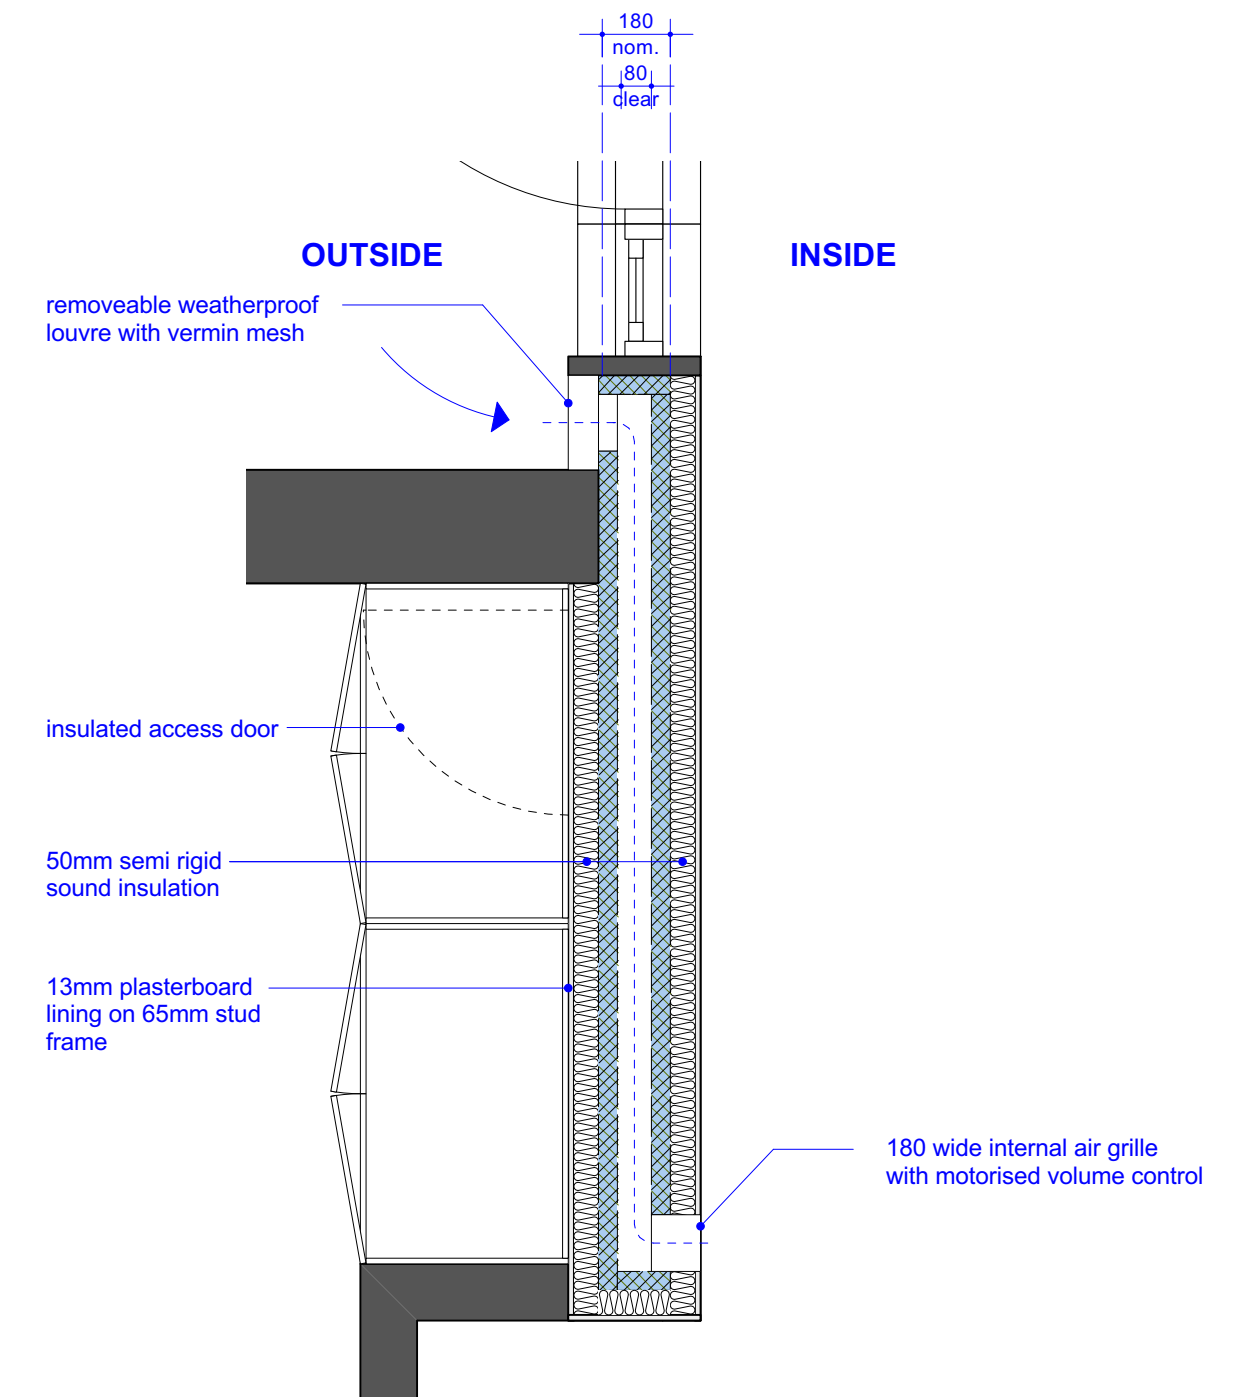 180
nom.
80
clear
OUTSIDE
INSIDE
removeable weatherproof
louvre with vermin mesh
insulated access door
50mm semi rigid
sound insulation
13mm plasterboard
lining on 65mm stud
frame
180 wide internal air grille
with motorised volume control